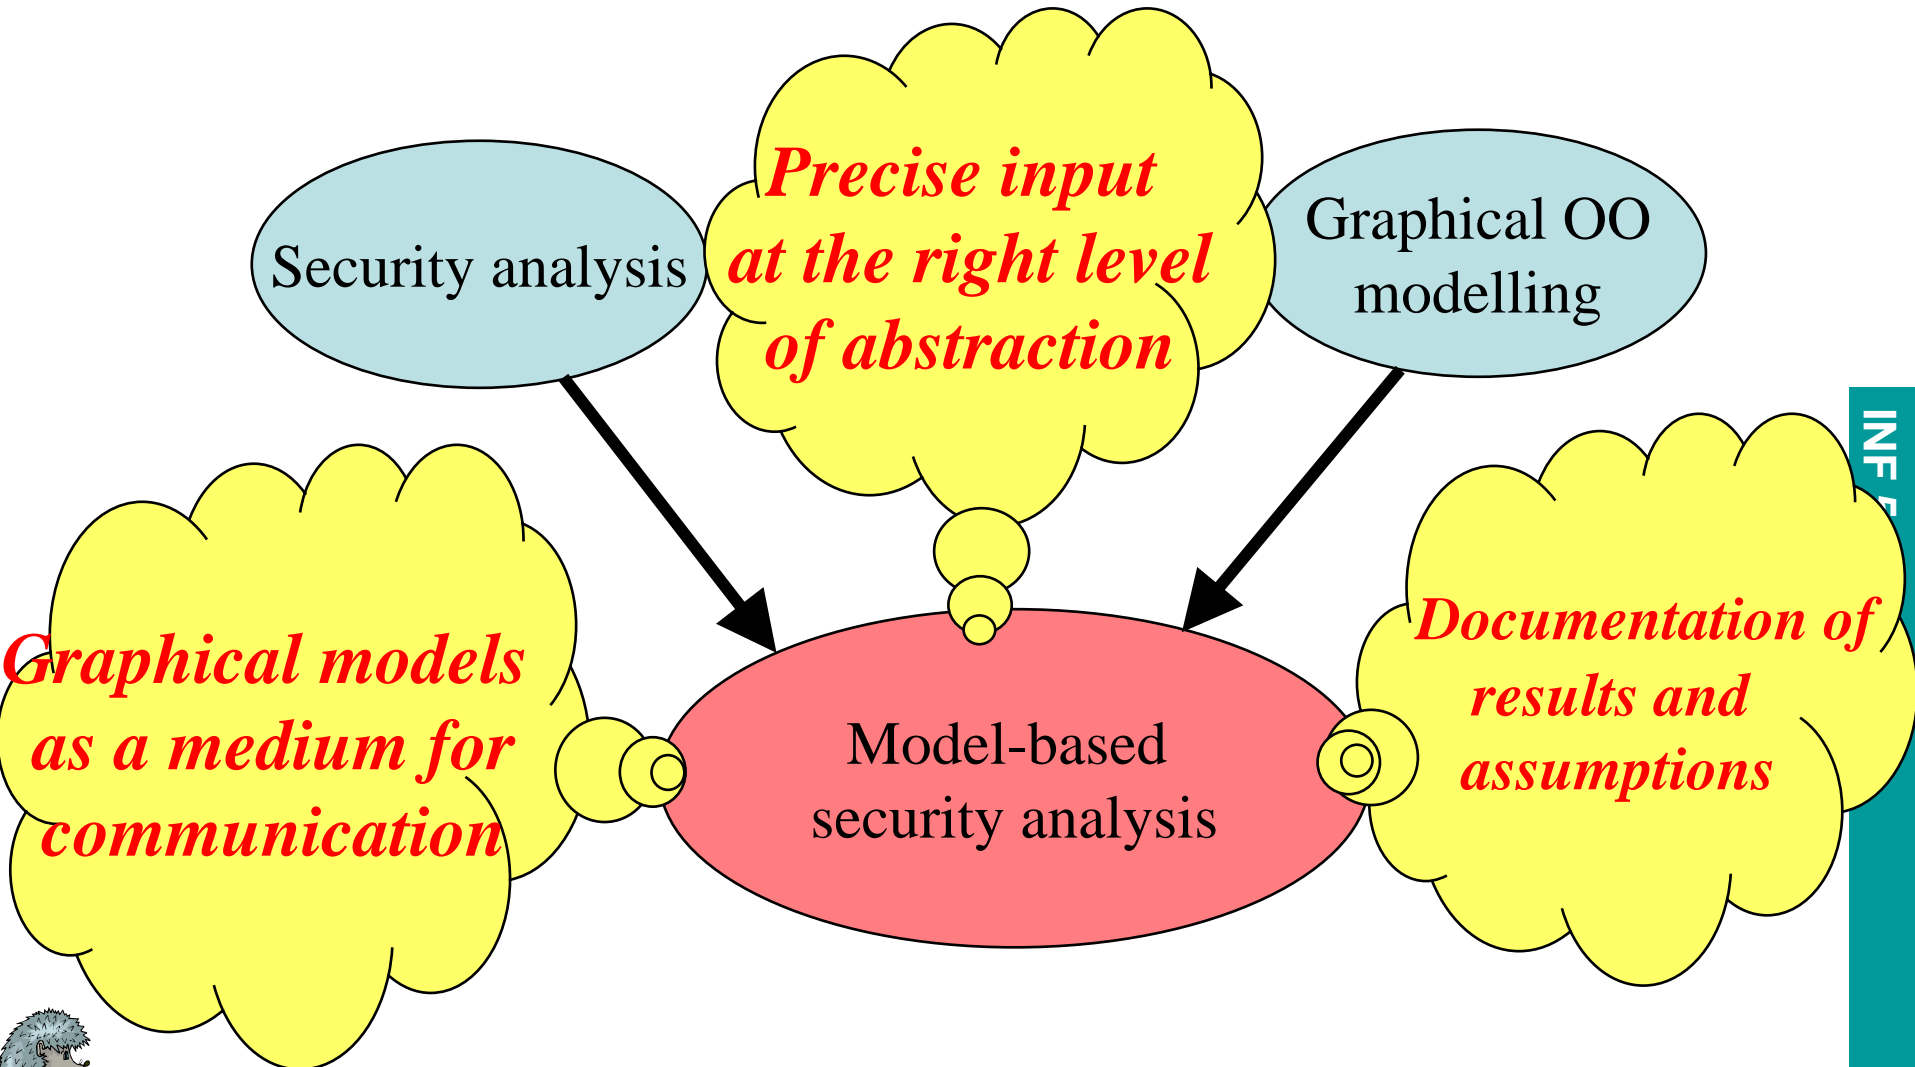 Precise input
at the right level
of abstraction
Security analysis
Graphical OO
modelling
INF
Graphical models
as a medium for
communication
Model-based
security analysis
Documentation of
results and
assumptions